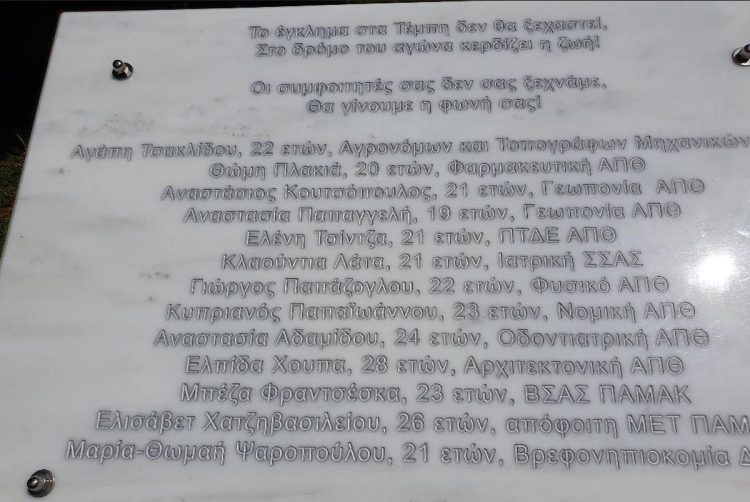 Το έγκλημα στα Τέμπη δεν θα ξεχαστεί,
Στο δρόμο του αγώνα κερδίζει η ζωή!
Οι συμφοιτητές σας δεν σας ξεχνάμε,
Θα γίνουμε η φωνή σας!
Αγάπη Τσακλίδου, 22 ετών, Αγρονόμων και Τοπογράφων Μηχανικών
Θώμη Πλακιά, 20 ετών, Φαρμακευτική ΑΠΘ
Αναστάσιος Κουτσόπουλος, 21 ετών, Γεωπονία ΑΠΘ
Αναστασία Παπαγγελή, 19 ετών, Γεωπονία ΑΠΘ
Ελένη Τσίντζα, 21 ετών, ΠΤΔΕ ΑΠΘ
Κλαούντια Λάτα, 21 ετών, Ιατρική ΣΣΑΣ
Γιώργος Παπάζογλου, 22 ετών, Φυσικό ΑΠΘ
Κυπριανός Παπαϊωάννου, 23 ετών, Νομική ΑΠΘ
Αναστασία Αδαμίδου, 24 ετών, Οδοντιατρική ΑΠΘ
Ελπίδα Χούπα, 28 ετών, Αρχιτεκτονική ΑΠΘ
Μπέζα Φραντσέσκα, 23 ετών, ΒΣΑΣ ΠΑΜΑΚ
Ελισάβετ Χατζηβασιλείου, 26 ετών, απόφοιτη ΜΕΤ ΠΑΜ
Μαρία-Θωμαή Ψαροπούλου, 21 ετών, Βρεφονηπιοκομία Δ